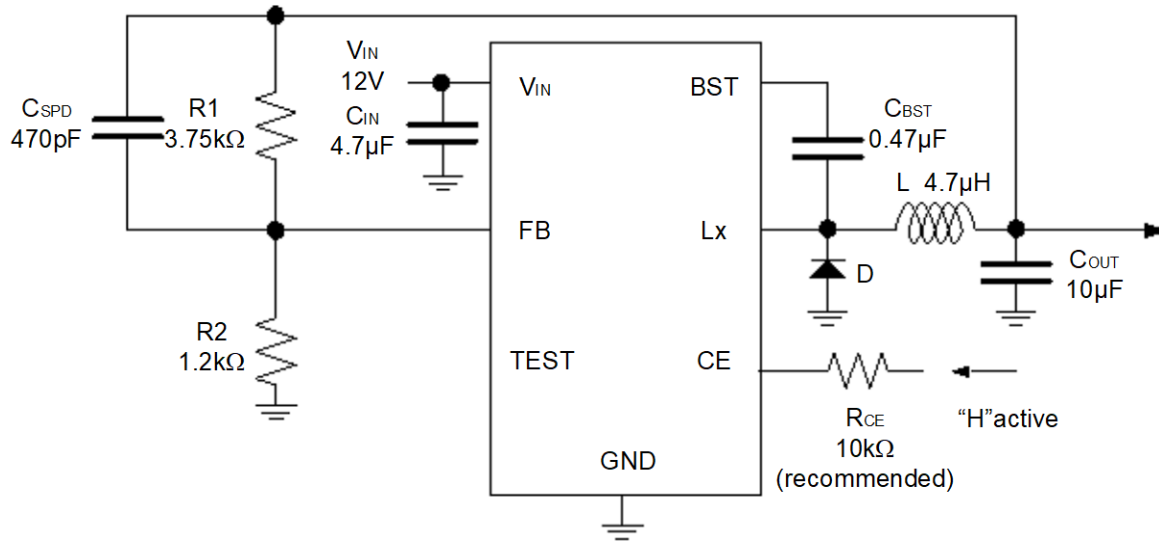 VIN
12V
VIN
BST
CSPD
470pF
R1
3.75kΩ
CIN
4.7µF
CBST
0.47µF
L 4.7µH
FB
Lx
D
COUT
10µF
R2
1.2kΩ
TEST
CE
RCE
10kΩ
(recommended)
“H”active
GND